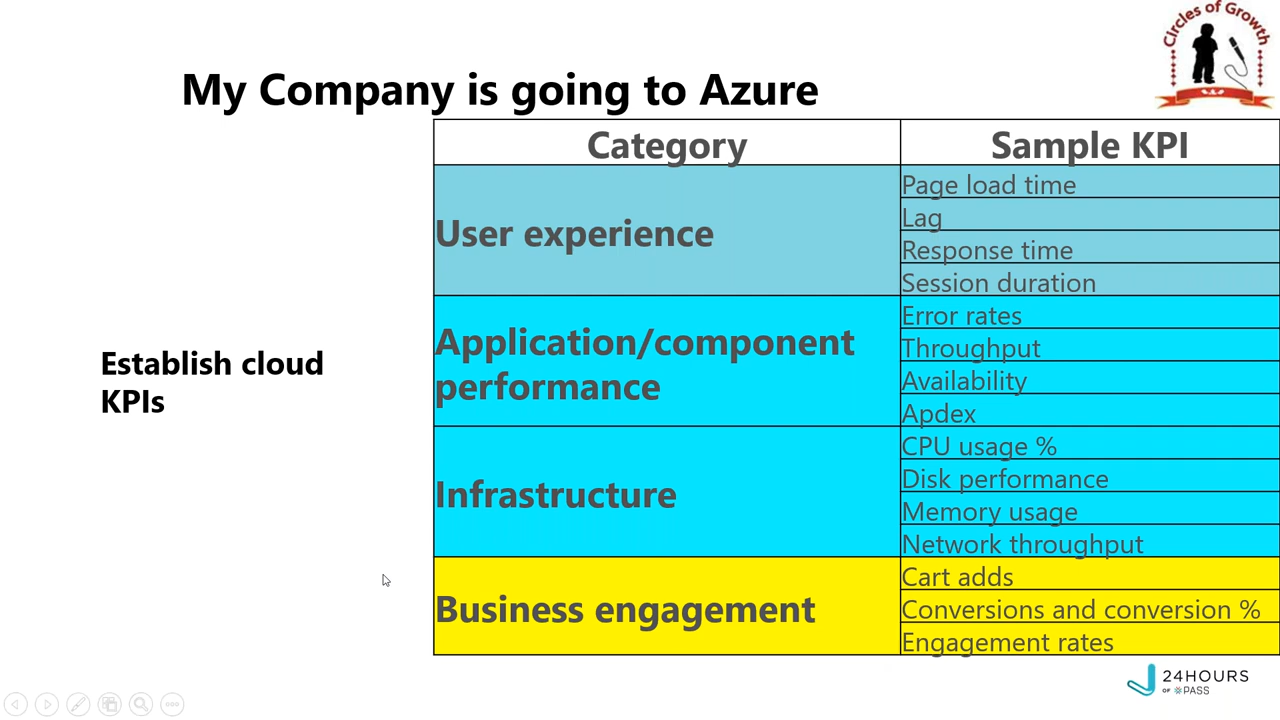 Circles of Growth
My Company is going to Azure
Category
Sample KPI
User experience
Page load time
Lag
Response time
Session duration
Application/component
performance
Error rates
Throughput
Availability
Apdex
Establish cloud
KPIs
Infrastructure
CPU usage %
Disk performance
Memory usage
Network throughput
Business engagement
Cart adds
Conversions and conversion %
Engagement rates
24HOURS
OF PASS